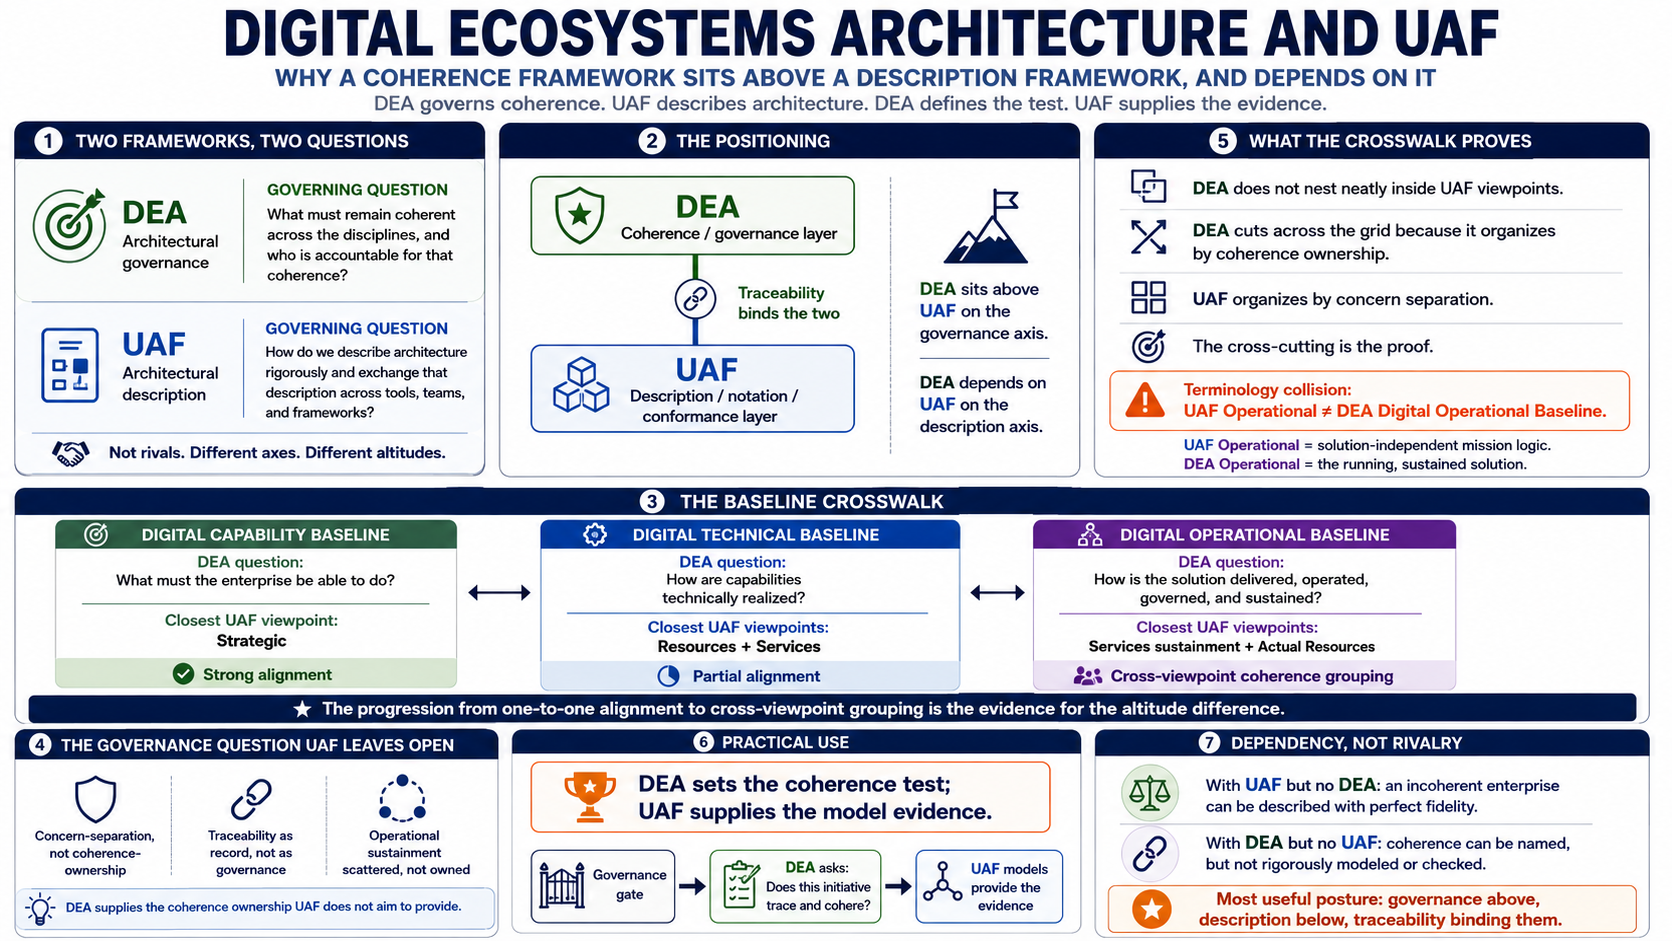 DIGITAL ECOSYSTEMS ARCHITECTURE AND UAF
WHY A COHERENCE FRAMEWORK SITS ABOVE A DESCRIPTION FRAMEWORK, AND DEPENDS ON IT
DEA governs coherence. UAF describes architecture. DEA defines the test. UAF supplies the evidence.
1 TWO FRAMEWORKS, TWO QUESTIONS
DEA
Architectural
governance
GOVERNING QUESTION
What must remain coherent
across the disciplines, and
who is accountable for that
coherence?
UAF
Architectural
description
GOVERNING QUESTION
How do we describe architecture
rigorously and exchange that
description across tools, teams,
and frameworks?
Not rivals. Different axes. Different altitudes.
2 THE POSITIONING
DEA
Coherence / governance layer
Traceability
binds the two
UAF
Description / notation /
conformance layer
DEA sits above
UAF on the
governance axis.
DEA depends on
UAF on the
description axis.
5 WHAT THE CROSSWALK PROVES
DEA does not nest neatly inside UAF viewpoints.
DEA cuts across the grid because it organizes
by coherence ownership.
UAF organizes by concern separation.
The cross-cutting is the proof.
Terminology collision:
UAF Operational ≠ DEA Digital Operational Baseline.
UAF Operational = solution-independent mission logic.
DEA Operational = the running, sustained solution.
3 THE BASELINE CROSSWALK
DIGITAL CAPABILITY BASELINE
DEA question:
What must the enterprise be able to do?
Closest UAF viewpoint:
Strategic
Strong alignment
DIGITAL TECHNICAL BASELINE
DEA question:
How are capabilities
technically realized?
Closest UAF viewpoints:
Resources + Services
Partial alignment
DIGITAL OPERATIONAL BASELINE
DEA question:
How is the solution delivered, operated,
governed, and sustained?
Closest UAF viewpoints:
Services sustainment + Actual Resources
Cross-viewpoint coherence grouping
The progression from one-to-one alignment to cross-viewpoint grouping is the evidence for the altitude difference.
4 THE GOVERNANCE QUESTION UAF LEAVES OPEN
Concern-separation,
not coherence-
ownership
Traceability as
record, not as
governance
Operational
sustainment
scattered, not owned
DEA supplies the coherence ownership UAF does not aim to provide.
6 PRACTICAL USE
DEA sets the coherence test;
UAF supplies the model evidence.
Governance
gate
DEA asks:
Does this initiative
trace and cohere?
UAF models
provide the
evidence
7 DEPENDENCY, NOT RIVALRY
With UAF but no DEA: an incoherent enterprise
can be described with perfect fidelity.
With DEA but no UAF: coherence can be named,
but not rigorously modeled or checked.
Most useful posture: governance above,
description below, traceability binding them.